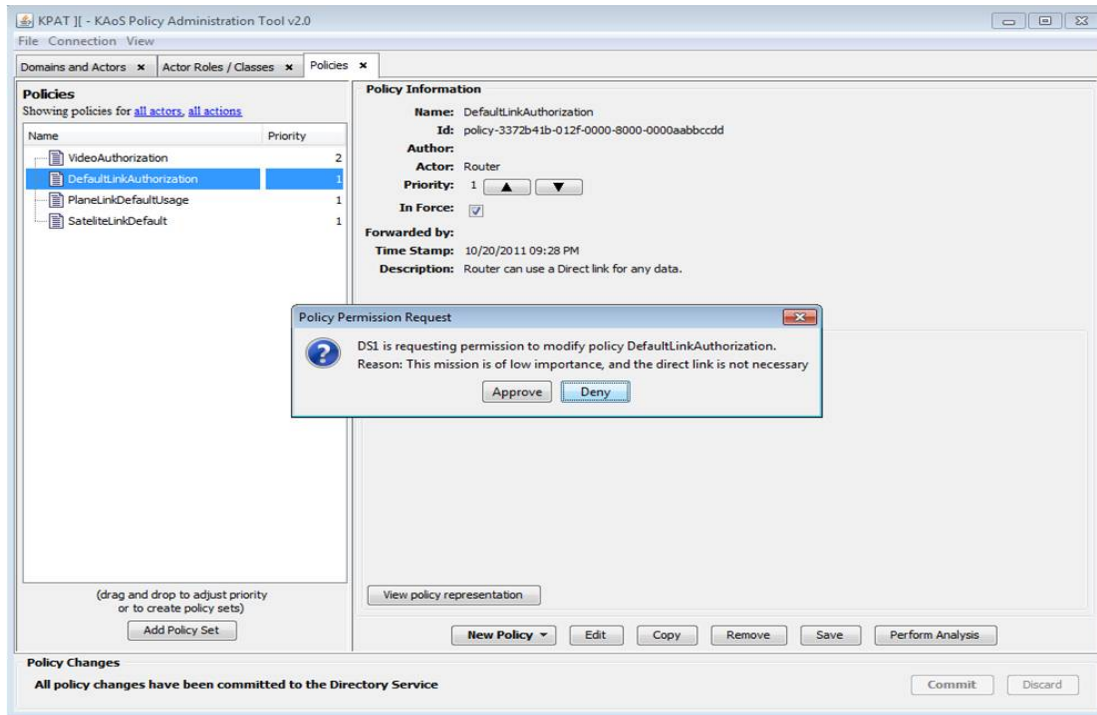 KPAT ][ - KAoS Policy Administration Tool v2.0
File Connection View
Domains and Actors Actor Roles / Classes Policies
Policies
Showing policies for all actors, all actions
Name Priority
VideoAuthorization 2
DefaultLinkAuthorization 1
PlaneLinkDefaultUsage 1
SateliteLinkDefault 1
(drag and drop to adjust priority
or to create policy sets)
Add Policy Set
Policy Information
Name: DefaultLinkAuthorization
Id: policy-3372b41b-012f-0000-8000-0000aabbccdd
Author:
Actor: Router
Priority: 1
In Force:
Forwarded by:
Time Stamp: 10/20/2011 09:28 PM
Description: Router can use a Direct link for any data.
Policy Permission Request
DS1 is requesting permission to modify policy DefaultLinkAuthorization.
Reason: This mission is of low importance, and the direct link is not necessary
Approve Deny
View policy representation
New Policy Edit Copy Remove Save Perform Analysis
Policy Changes
All policy changes have been committed to the Directory Service
Commit Discard